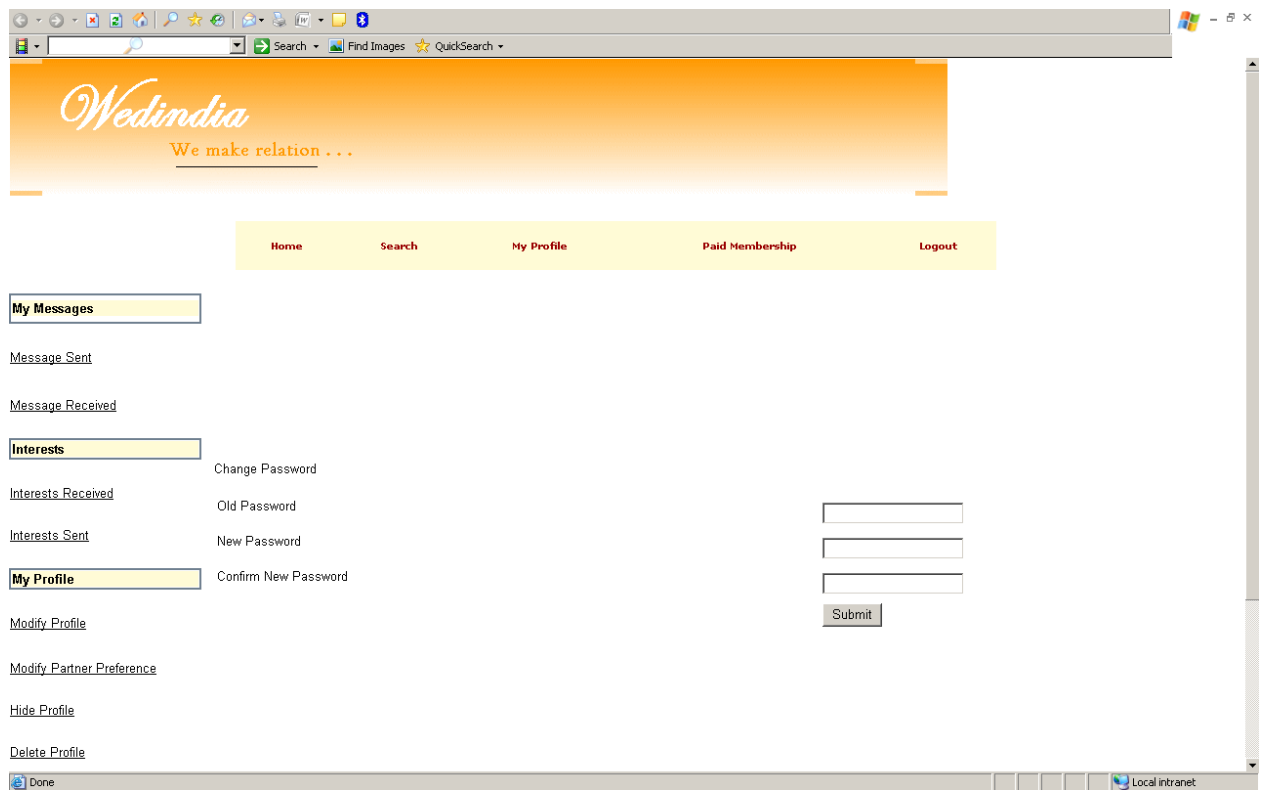 Search Find Images QuickSearch
Wedindia
We make relation . . .
Home Search My Profile Paid Membership Logout
My Messages
Message Sent
Message Received
Interests
Change Password
Interests Received
Old Password
Interests Sent
New Password
My Profile
Confirm New Password
Submit
Modify Profile
Modify Partner Preference
Hide Profile
Delete Profile
Done Local intranet